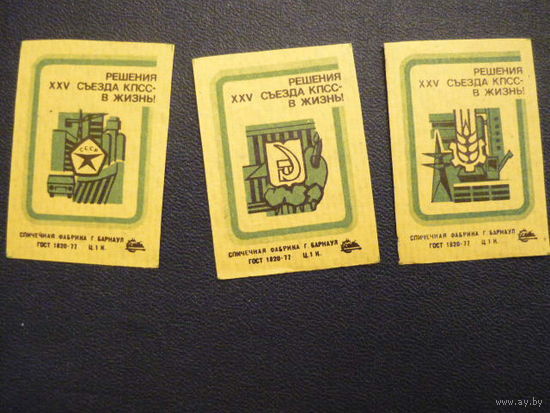 РЕШЕНИЯ
XXV СЪЕЗДА КПСС-
В ЖИЗНЬ!
СССР
СПИЧЕЧНАЯ ФАБРИКА Г. БАРНАУЛ
ГОСТ 1820-77 Ц.1 К.
РЕШЕНИЯ
XXV СЪЕЗДА КПСС-
В ЖИЗНЬ!
СПИЧЕЧНАЯ ФАБРИКА Г. БАРНАУЛ
ГОСТ 1820-77 Ц.1 К.
РЕШЕНИЯ
XXV СЪЕЗДА КПСС-
В ЖИЗНЬ!
СПИЧЕЧНАЯ ФАБРИКА Г. БАРНАУЛ
ГОСТ 1820-77 Ц.1 К.
www.ay.by